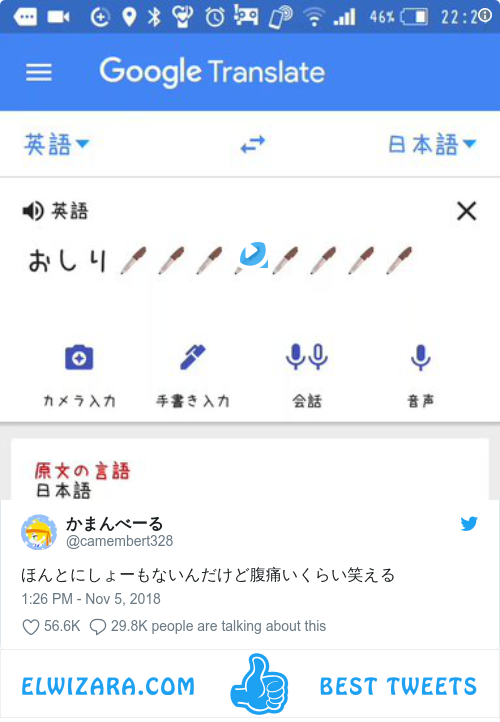 46% 22:2
Google Translate
英語 日本語
英語
おしり
カメラ入力 手書き入力 会話 音声
原文の言語
日本語
かまんべーる
@camembert328
ほんとにしょーもないんだけど腹痛いくらい笑える
1:26 PM - Nov 5, 2018
56.6K 29.8K people are talking about this
ELWIZARA.COM BEST TWEETS